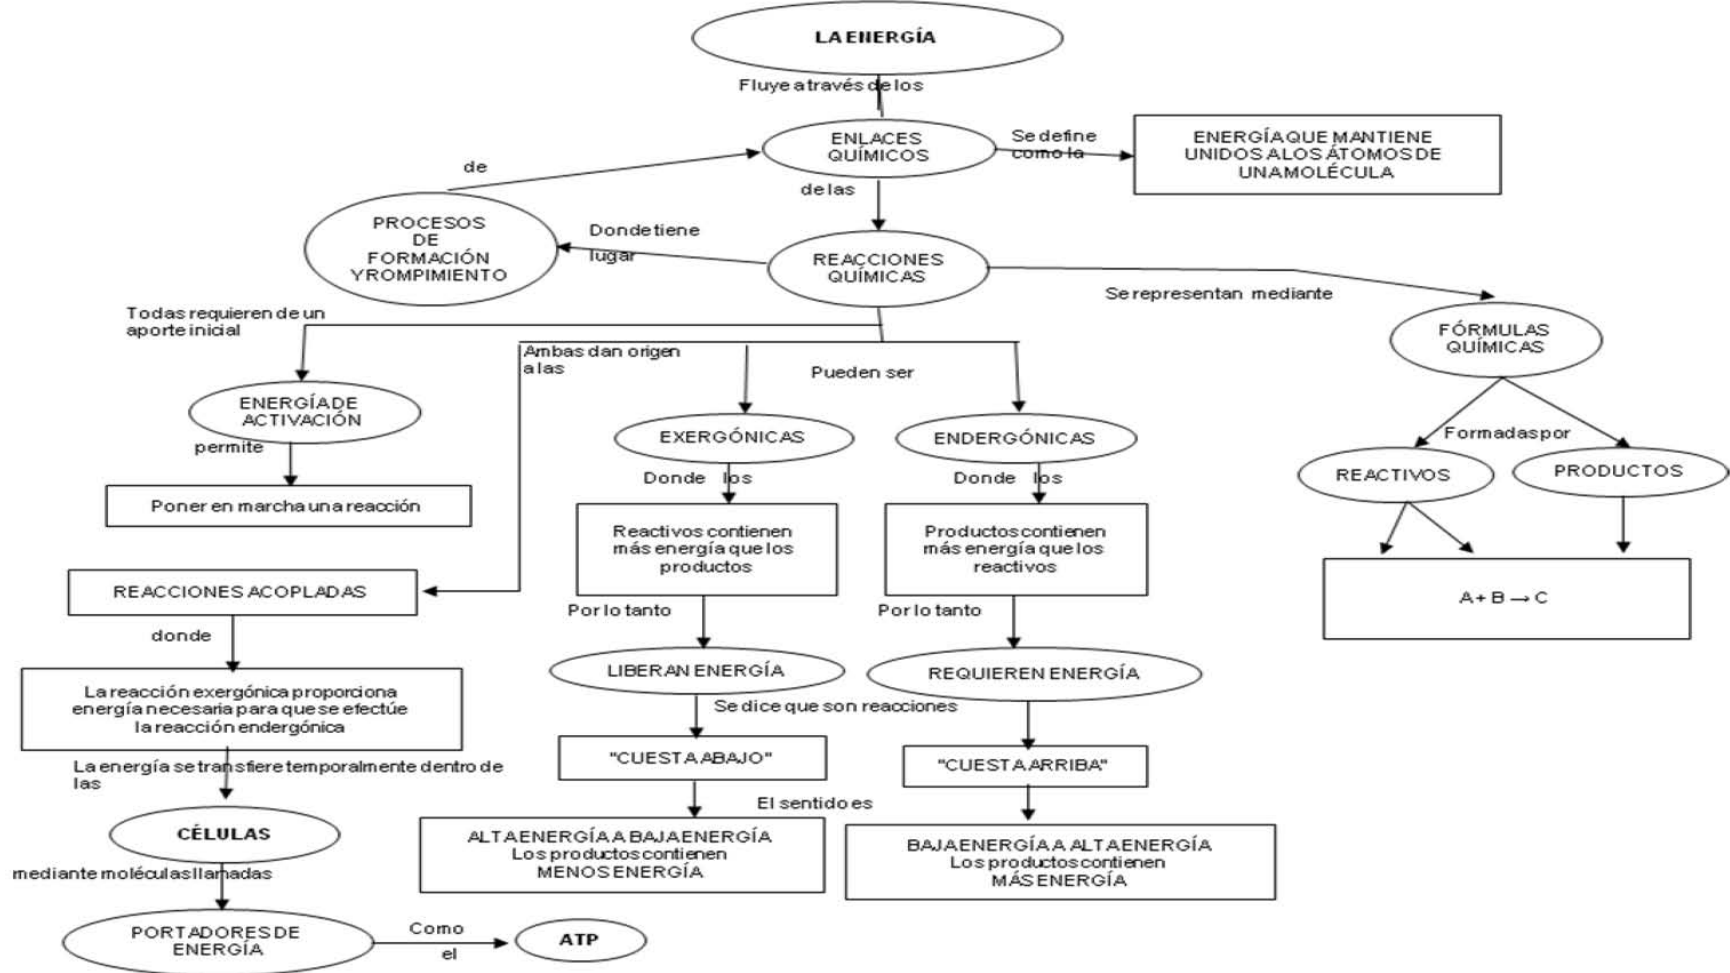 LA ENERGÍA
Fluye a través de los
ENLACES
QUÍMICOS
Se define
como la
ENERGÍA QUE MANTIENE
UNIDOS A LOS ÁTOMOS DE
UNA MOLÉCULA
de
de las
PROCESOS
DE
FORMACIÓN
Y ROMPIMIENTO
Donde tiene
lugar
REACCIONES
QUÍMICAS
Se representan mediante
FÓRMULAS
QUÍMICAS
Todas requieren de un
aporte inicial
Ambas dan origen
a las
Pueden ser
ENERGÍA DE
ACTIVACIÓN
EXERGÓNICAS
ENDERGÓNICAS
Formadas por
permite
Donde los
Donde los
REACTIVOS
PRODUCTOS
Poner en marcha una reacción
Reactivos contienen
más energía que los
productos
Productos contienen
más energía que los
reactivos
REACCIONES ACOPLADAS
A + B → C
Por lo tanto
Por lo tanto
donde
LIBERAN ENERGÍA
REQUIEREN ENERGÍA
La reacción exergónica proporciona
energía necesaria para que se efectúe
la reacción endergónica
Se dice que son reacciones
"CUESTA ABAJO"
"CUESTA ARRIBA"
La energía se transfiere temporalmente dentro de
las
El sentido es
CÉLULAS
ALTA ENERGÍA A BAJA ENERGÍA
Los productos contienen
MENOS ENERGÍA
BAJA ENERGÍA A ALTA ENERGÍA
Los productos contienen
MÁS ENERGÍA
mediante moléculas llamadas
PORTADORES DE
ENERGÍA
Como
el
ATP